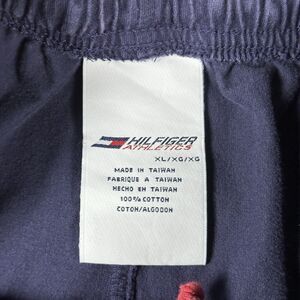 HILFIGER
ATHLETICS
XL/XG/XG
MADE IN TAIWAN
FABRIQUE A TAIWAN
HECHO EN TAIWAN
100% COTTON
COTON/ALGODON